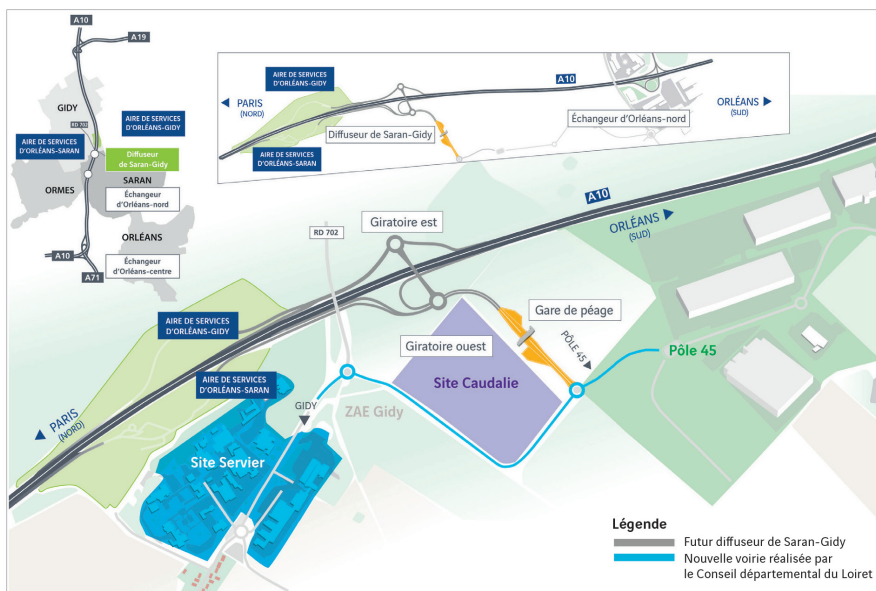 A10
A19
GIDY
RD 702
AIRE DE SERVICES
D'ORLÉANS-GIDY
AIRE DE SERVICES
D'ORLÉANS-SARAN
Diffuseur
de Saran-Gidy
SARAN
ORMES
Échangeur
d'Orléans-nord
ORLÉANS
A10
Échangeur
d'Orléans-centre
A71
AIRE DE SERVICES
D'ORLÉANS-GIDY
PARIS
(NORD)
A10
ORLÉANS
(SUD)
Échangeur d'Orléans-nord
Diffuseur de Saran-Gidy
AIRE DE SERVICES
D'ORLÉANS-SARAN
A10
ORLÉANS
(SUD)
Giratoire est
RD 702
Gare de péage
AIRE DE SERVICES
D'ORLÉANS-GIDY
Giratoire ouest
PÔLE 45
Pôle 45
AIRE DE SERVICES
D'ORLÉANS-SARAN
Site Caudalie
GIDY
ZAE Gidy
PARIS
(NORD)
Site Servier
Légende
Futur diffuseur de Saran-Gidy
Nouvelle voirie réalisée par
le Conseil départemental du Loiret